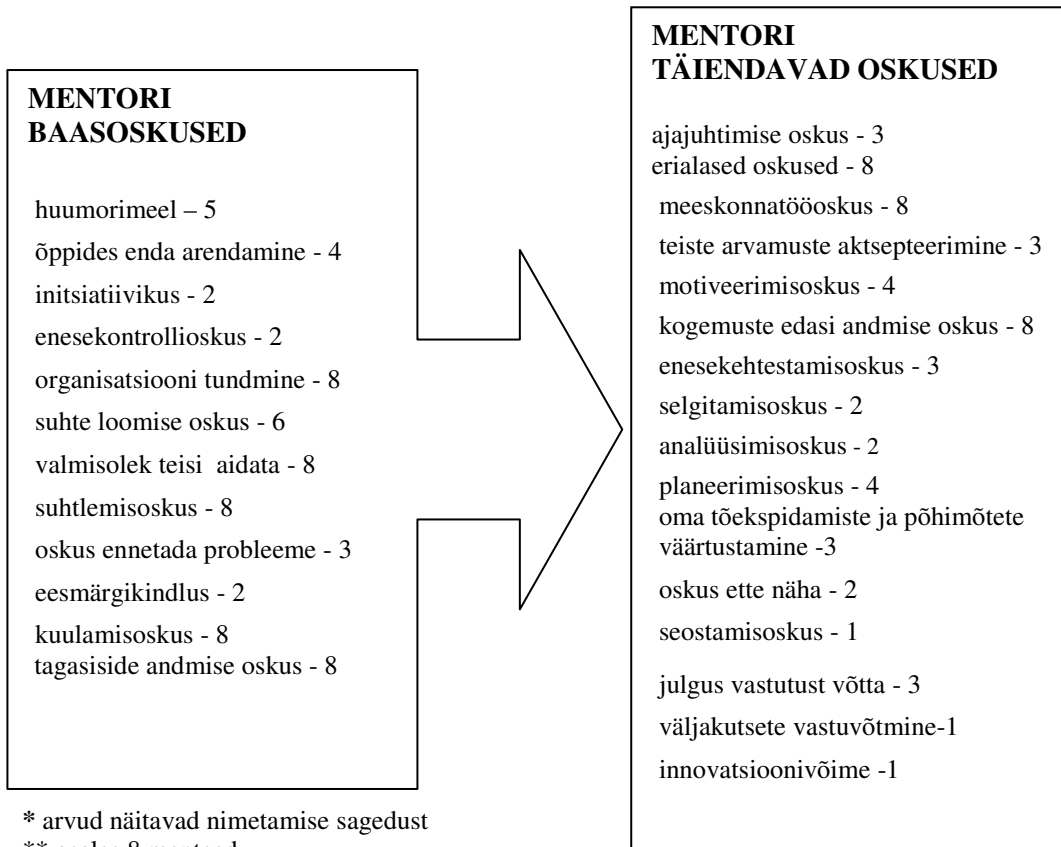 MENTORI
BAASOSKUSED
huumorimeel – 5
õppides enda arendamine - 4
initsiatiivikus - 2
enesekontrollioskus - 2
organisatsiooni tundmine - 8
suhte loomise oskus - 6
valmisolek teisi aidata - 8
suhtlemisoskus - 8
oskus ennetada probleeme - 3
eesmärgikindlus - 2
kuulamisoskus - 8
tagasiside andmise oskus - 8
MENTORI
TÄIENDAVAD OSKUSED
ajajuhtimise oskus - 3
erialased oskused - 8
meeskonnatööoskus - 8
teiste arvamuste aktsepteerimine - 3
motiveerimisoskus - 4
kogemuste edasi andmise oskus - 8
enesekehtestamisoskus - 3
selgitamisoskus - 2
analüüsimisoskus - 2
planeerimisoskus - 4
oma tõekspidamiste ja põhimõtete
väärtustamine -3
oskus ette näha - 2
seostamisoskus - 1
julgus vastutust võtta - 3
väljakutsete vastuvõtmine-1
innovatsioonivõime -1
* arvud näitavad nimetamise sagedust